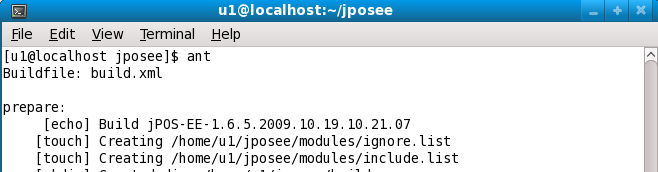 u1@localhost:~/jposee
File Edit View Terminal Help
[u1@localhost jposee]$ ant
Buildfile: build.xml
prepare:
[echo] Build jPOS-EE-1.6.5.2009.10.19.10.21.07
[touch] Creating /home/u1/jposee/modules/ignore.list
[touch] Creating /home/u1/jposee/modules/include.list